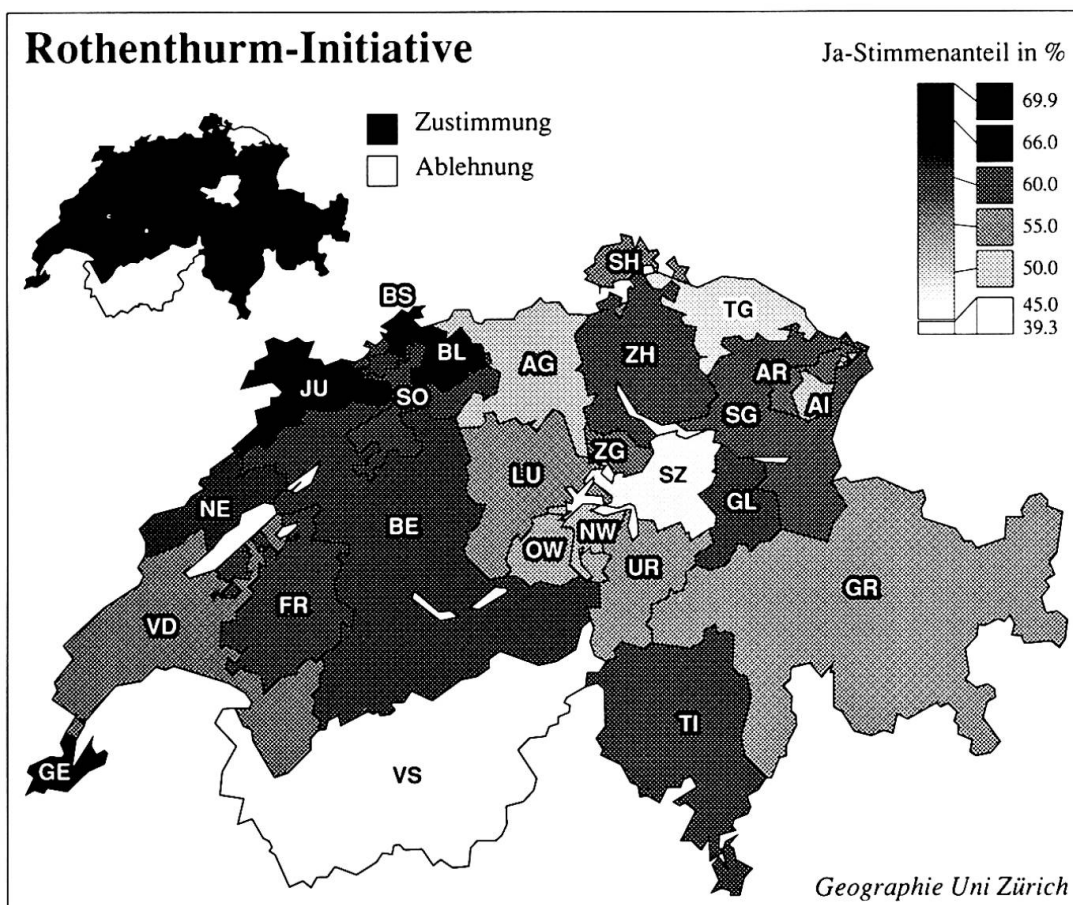 Rothenthurm-Initiative
Ja-Stimmenanteil in %
Zustimmung
Ablehnung
69.9
66.0
60.0
55.0
50.0
45.0
39.3
SH
BS
TG
BL
AG
ZH
JU
SO
AR
AI
SG
ZG
LU
SZ
GL
NE
BE
NW
OW
UR
GR
FR
VD
TI
GE
VS
Geographie Uni Zürich